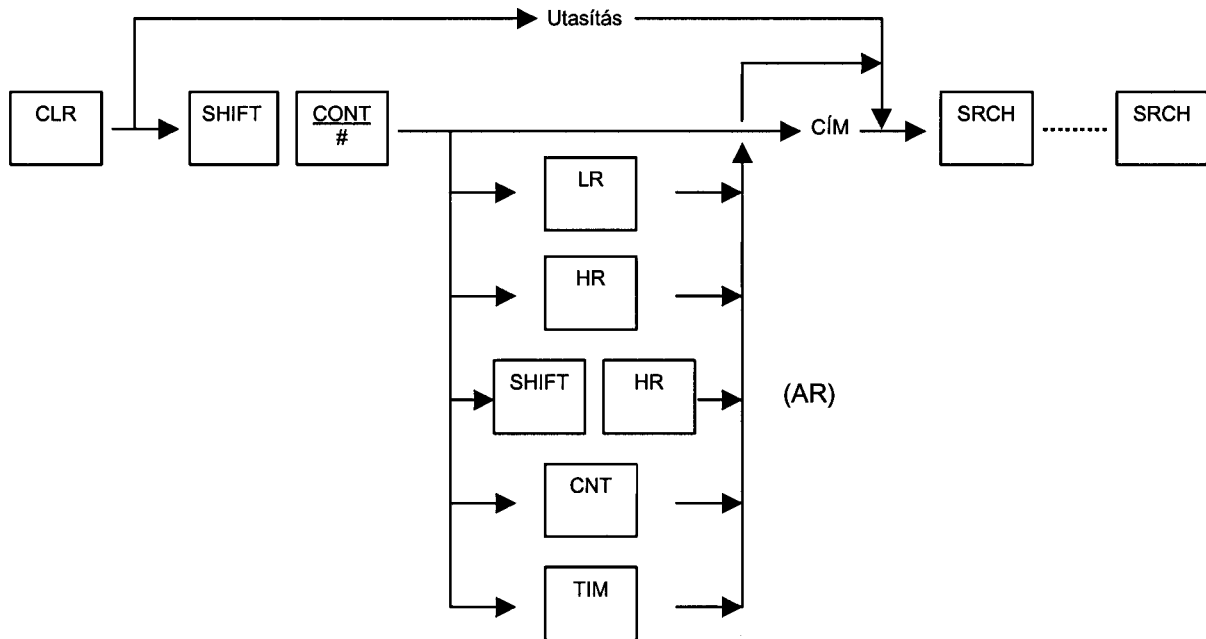 Utasítás
CLR
SHIFT
CONT
#
CÍM
SRCH
SRCH
LR
HR
SHIFT
HR
(AR)
CNT
TIM